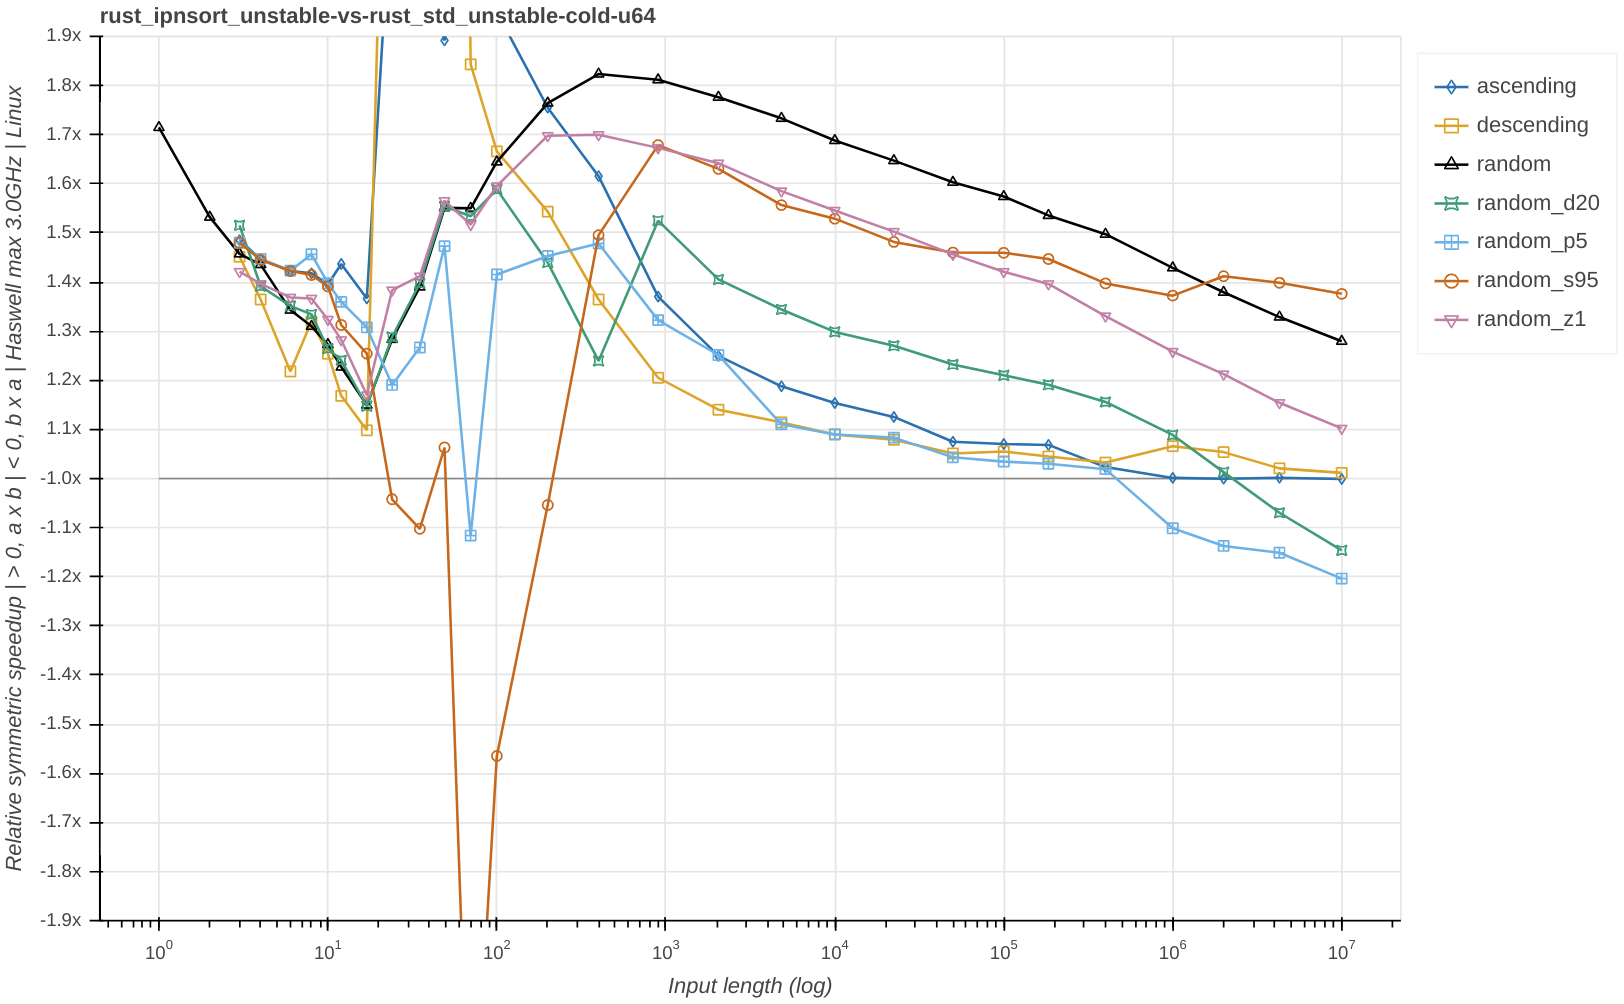 rust_ipnsort_unstable-vs-rust_std_unstable-cold-u64
Relative symmetric speedup | > 0, a x b | < 0, b x a | Haswell max 3.0GHz | Linux
1.9x
1.8x
1.7x
1.6x
1.5x
1.4x
1.3x
1.2x
1.1x
-1.0x
-1.1x
-1.2x
-1.3x
-1.4x
-1.5x
-1.6x
-1.7x
-1.8x
-1.9x
10⁰ 10¹ 10² 10³ 10⁴ 10⁵ 10⁶ 10⁷
Input length (log)
ascending
descending
random
random_d20
random_p5
random_s95
random_z1